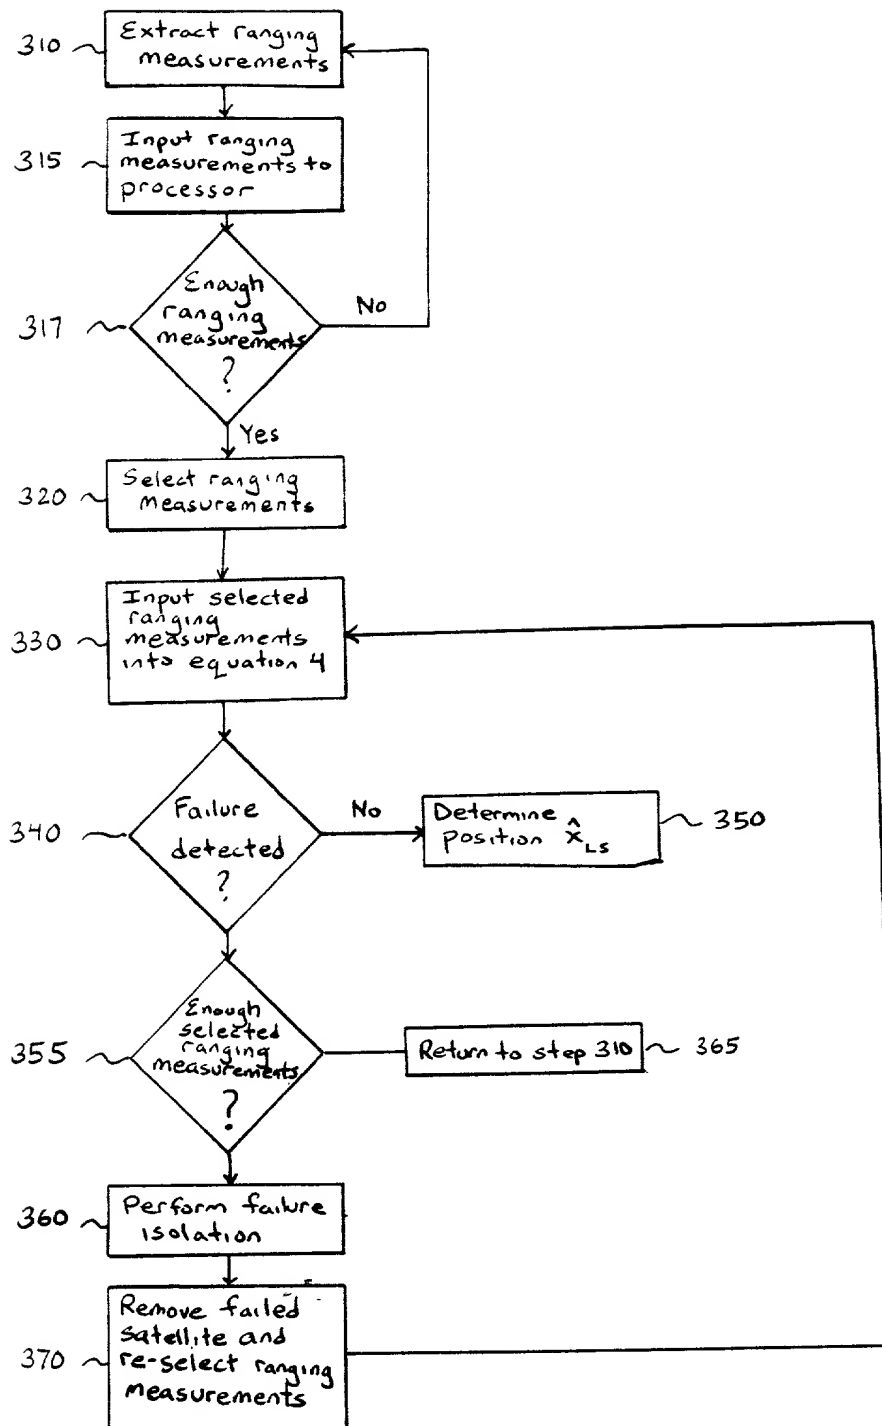 310
Extract ranging
measurements
315
Input ranging
measurements to
processor
317
Enough
ranging
measurements
?
No
Yes
320
Select ranging
measurements
330
Input selected
ranging
measurements
into equation 4
340
Failure
detected
?
No
Determine
position x̂LS
350
355
Enough
selected
ranging
measurements
?
Return to step 310
365
360
Perform failure
isolation
370
Remove failed
satellite and
re-select ranging
measurements